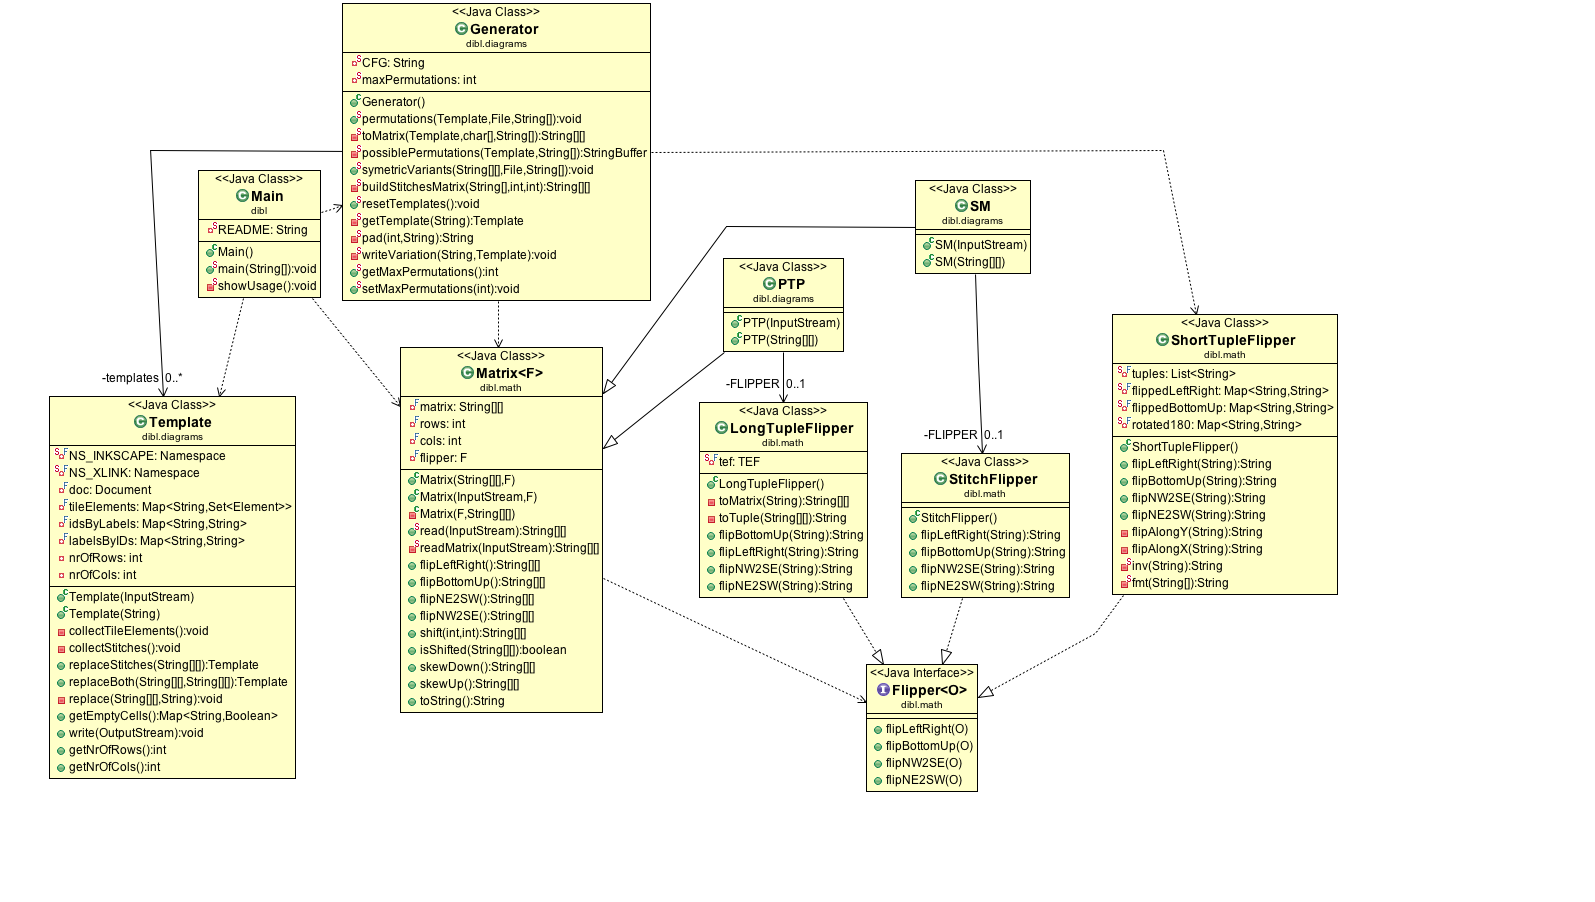 <<Java Class>>
Generator
dibl.diagrams
CFG: String
maxPermutations: int
Generator()
permutations(Template,File,String[]):void
toMatrix(Template,char[],String[]):String[][]
possiblePermutations(Template,String[]):StringBuffer
symetricVariants(String[][],File,String[]):void
buildStitchesMatrix(String[],int,int):String[][]
resetTemplates():void
getTemplate(String):Template
pad(int,String):String
writeVariation(String,Template):void
getMaxPermutations():int
setMaxPermutations(int):void
<<Java Class>>
Main
dibl
README: String
Main()
main(String[]):void
showUsage():void
<<Java Class>>
SM
dibl.diagrams
SM(InputStream)
SM(String[][])
<<Java Class>>
PTP
dibl.diagrams
PTP(InputStream)
PTP(String[][])
-templates 0..*
-FLIPPER 0..1
-FLIPPER 0..1
<<Java Class>>
Template
dibl.diagrams
NS_INKSCAPE: Namespace
NS_XLINK: Namespace
doc: Document
tileElements: Map<String,Set<Element>>
idsByLabels: Map<String,String>
labelsByIDs: Map<String,String>
nrOfRows: int
nrOfCols: int
Template(InputStream)
Template(String)
collectTileElements():void
collectStitches():void
replaceStitches(String[][]):Template
replaceBoth(String[][],String[][]):Template
replace(String[][],String):void
getEmptyCells():Map<String,Boolean>
write(OutputStream):void
getNrOfRows():int
getNrOfCols():int
<<Java Class>>
Matrix<F>
dibl.math
matrix: String[][]
rows: int
cols: int
flipper: F
Matrix(String[][],F)
Matrix(InputStream,F)
Matrix(F,String[][])
read(InputStream):String[][]
readMatrix(InputStream):String[][]
flipLeftRight():String[][]
flipBottomUp():String[][]
flipNE2SW():String[][]
flipNW2SE():String[][]
shift(int,int):String[][]
isShifted(String[][]):boolean
skewDown():String[][]
skewUp():String[][]
toString():String
<<Java Class>>
LongTupleFlipper
dibl.math
tef: TEF
LongTupleFlipper()
toMatrix(String):String[][]
toTuple(String[][]):String
flipBottomUp(String):String
flipLeftRight(String):String
flipNW2SE(String):String
flipNE2SW(String):String
<<Java Class>>
StitchFlipper
dibl.math
StitchFlipper()
flipLeftRight(String):String
flipBottomUp(String):String
flipNW2SE(String):String
flipNE2SW(String):String
<<Java Class>>
ShortTupleFlipper
dibl.math
tuples: List<String>
flippedLeftRight: Map<String,String>
flippedBottomUp: Map<String,String>
rotated180: Map<String,String>
ShortTupleFlipper()
flipLeftRight(String):String
flipBottomUp(String):String
flipNW2SE(String):String
flipNE2SW(String):String
flipAlongY(String):String
flipAlongX(String):String
inv(String):String
fmt(String[]):String
<<Java Interface>>
Flipper<O>
dibl.math
flipLeftRight(O)
flipBottomUp(O)
flipNW2SE(O)
flipNE2SW(O)